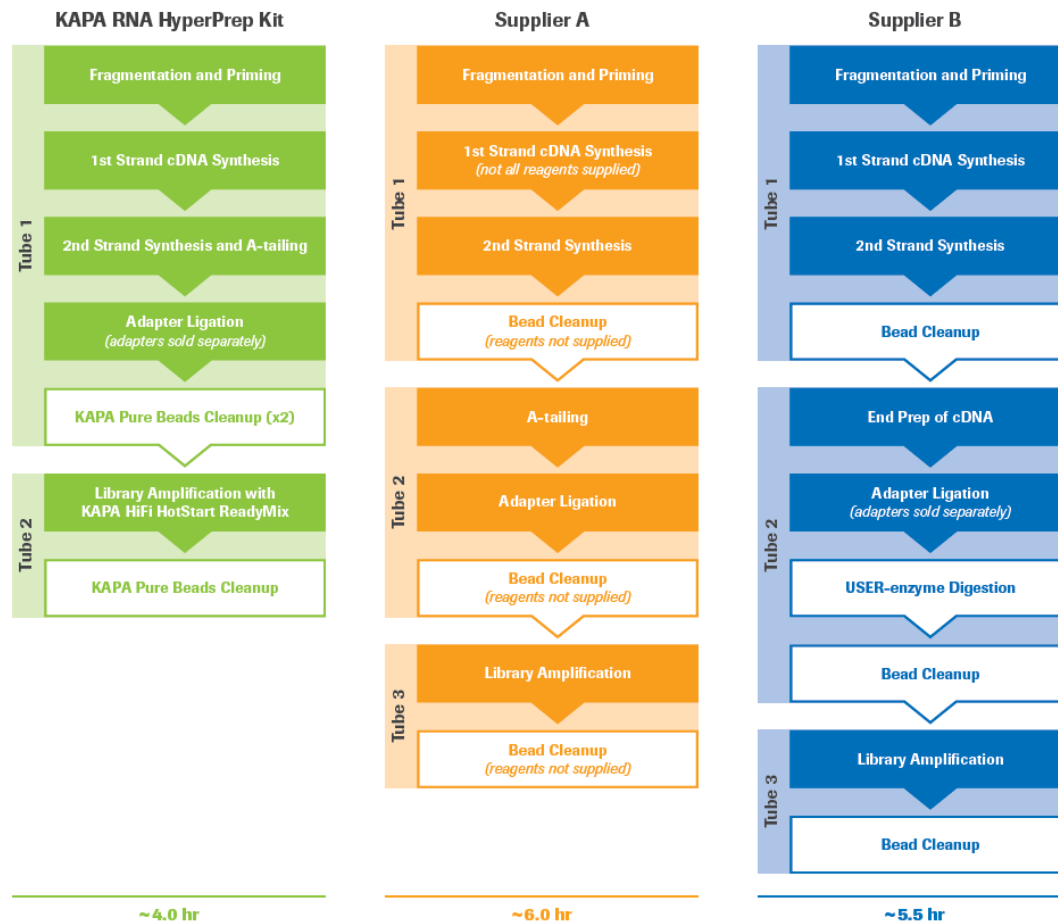 KAPA RNA HyperPrep Kit
Tube 1
Fragmentation and Priming
1st Strand cDNA Synthesis
2nd Strand Synthesis and A-tailing
Adapter Ligation
(adapters sold separately)
KAPA Pure Beads Cleanup (x2)
Tube 2
Library Amplification with
KAPA HiFi HotStart ReadyMix
KAPA Pure Beads Cleanup
~4.0 hr
Supplier A
Tube 1
Fragmentation and Priming
1st Strand cDNA Synthesis
(not all reagents supplied)
2nd Strand Synthesis
Bead Cleanup
(reagents not supplied)
Tube 2
A-tailing
Adapter Ligation
Bead Cleanup
(reagents not supplied)
Tube 3
Library Amplification
Bead Cleanup
(reagents not supplied)
~6.0 hr
Supplier B
Tube 1
Fragmentation and Priming
1st Strand cDNA Synthesis
2nd Strand Synthesis
Bead Cleanup
Tube 2
End Prep of cDNA
Adapter Ligation
(adapters sold separately)
USER-enzyme Digestion
Bead Cleanup
Tube 3
Library Amplification
Bead Cleanup
~5.5 hr